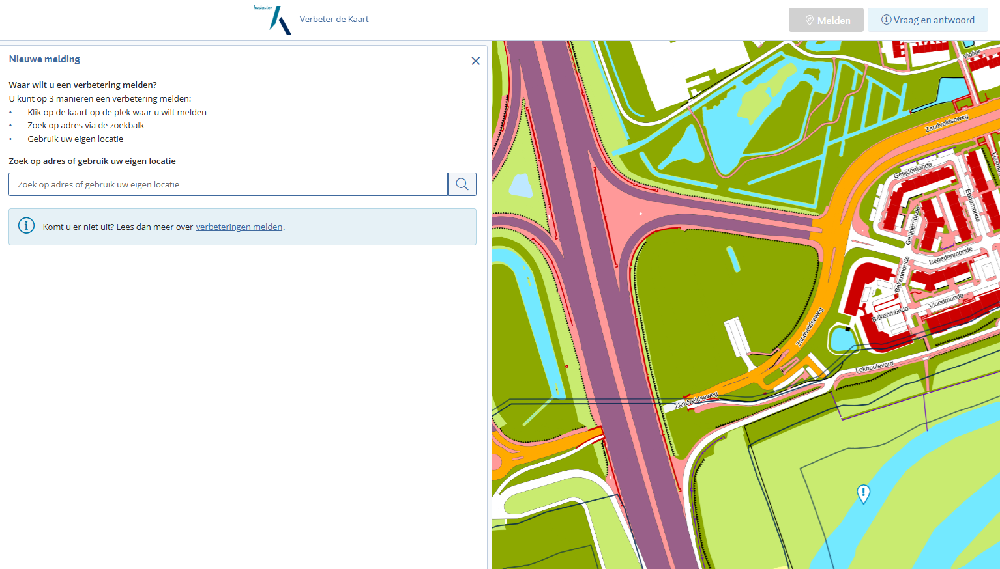 kadaster
Verbeter de Kaart
Melden
Vraag en antwoord
Nieuwe melding
Waar wilt u een verbetering melden?
U kunt op 3 manieren een verbetering melden:
• Klik op de kaart op de plek waar u wilt melden
• Zoek op adres via de zoekbalk
• Gebruik uw eigen locatie
Zoek op adres of gebruik uw eigen locatie
Zoek op adres of gebruik uw eigen locatie
Komt u er niet uit? Lees dan meer over verbeteringen melden.
Violier
Zandveldseweg
Getijdemonde
Ebbemonde
Getijdemonde
Benedenmonde
Bakenmonde
Vloedmonde
Bakenmonde
Zandveldseweg
Lekboulevard
Zandveldseweg